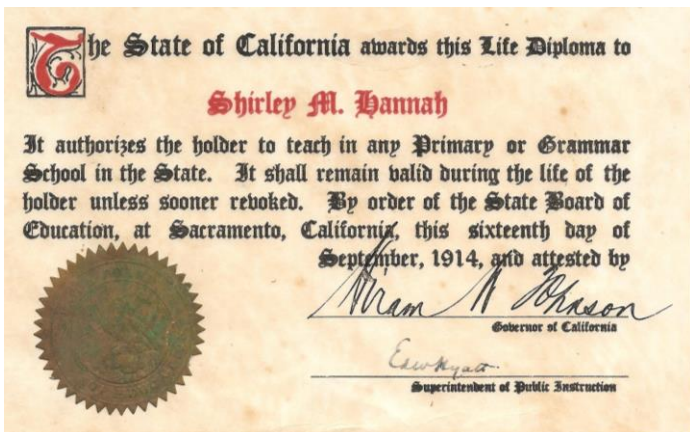 The State of California awards this Life Diploma to
Shirley M. Hannah
It authorizes the holder to teach in any Primary or Grammar
School in the State. It shall remain valid during the life of the
holder unless sooner revoked. By order of the State Board of
Education, at Sacramento, California, this sixteenth day of
September, 1914, and attested by
Hiram W Johnson
Governor of California
Edw Hyatt
Superintendent of Public Instruction